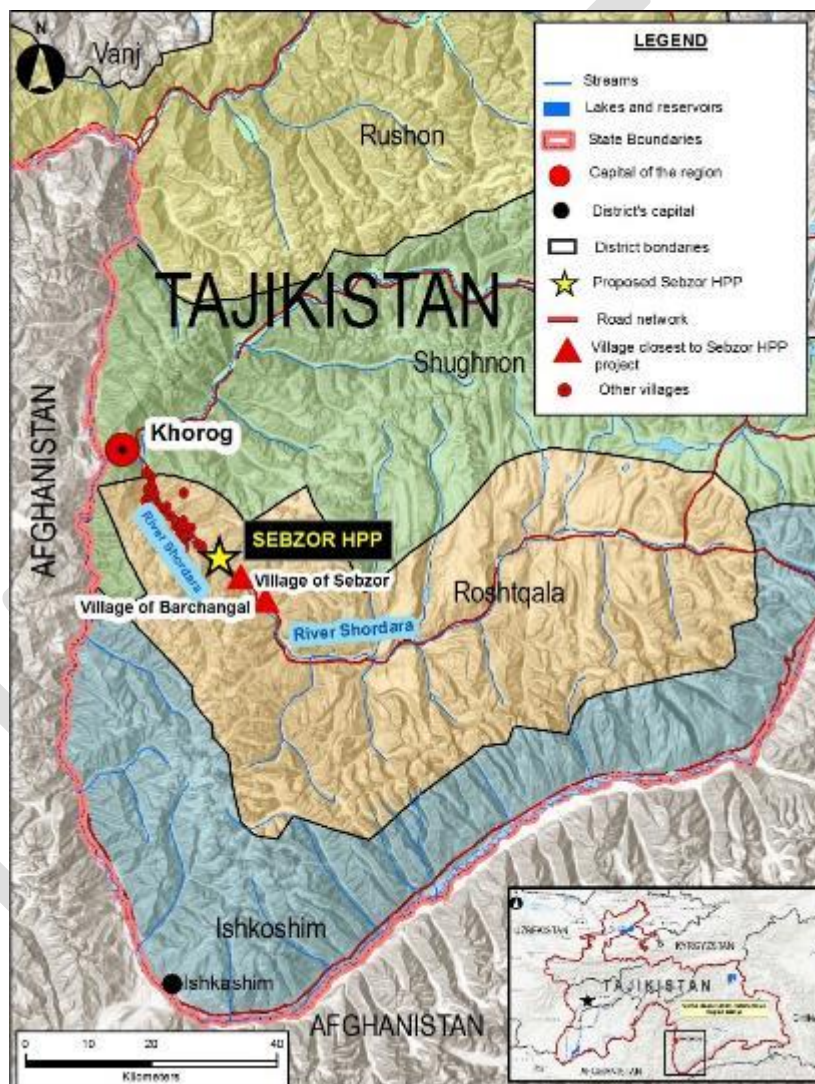 N
Vanj
Rushon
TAJIKISTAN
Shughnon
Khorog
AFGHANISTAN
SEBZOR HPP
River Shordara
Village of Sebzor
Village of Barchangal
Roshtqala
River Shordara
Ishkoshim
Ishkashim
AFGHANISTAN
LEGEND
Streams
Lakes and reservoirs
State Boundaries
Capital of the region
District's capital
District bondaries
Proposed Sebzor HPP
Road network
Village closest to Sebzor HPP
project
Other villages
0 10 20 40
Kilometers
UZBEKISTAN
KYRGYZSTAN
TAJIKISTAN
AFGHANISTAN